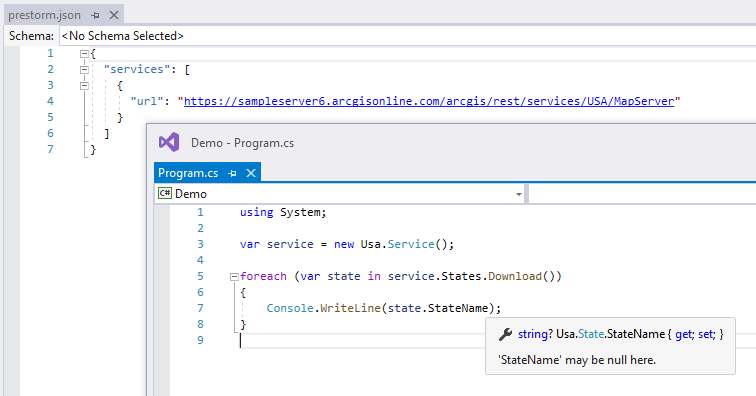 prestorm.json
Schema: <No Schema Selected>
1 {
2 "services": [
3 {
4 "url": "https://sampleserver6.arcgisonline.com/arcgis/rest/services/USA/MapServer"
5 }
6 ]
7 }
Demo - Program.cs
Program.cs
C# Demo
1 using System;
2
3 var service = new Usa.Service();
4
5 foreach (var state in service.States.Download())
6 {
7 Console.WriteLine(state.StateName);
8 }
9
string? Usa.State.StateName { get; set; }
'StateName' may be null here.